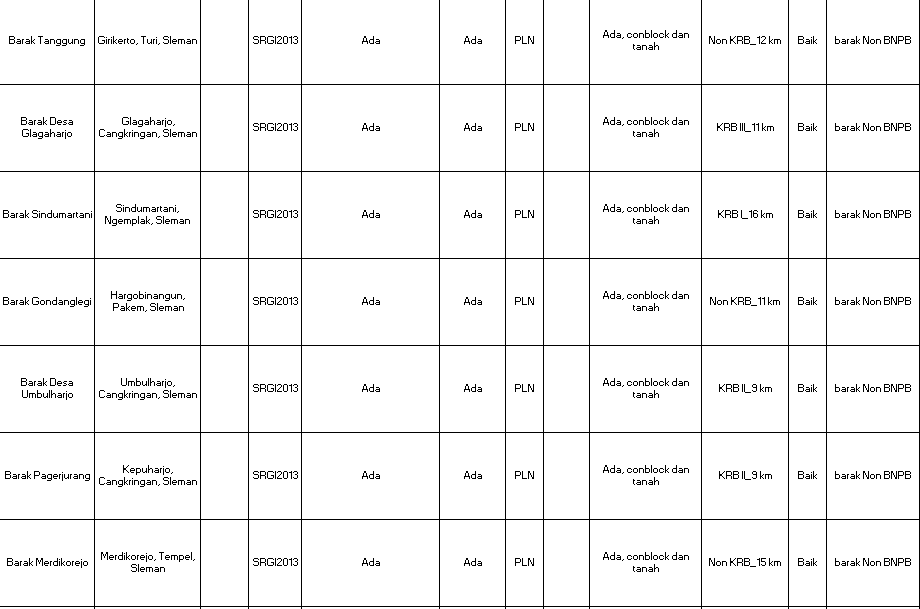 Barak Tanggung Girikerto, Turi, Sleman SRGI2013 Ada Ada PLN Ada, conblock dan
tanah Non KRB_12 km Baik barak Non BNPB
Barak Desa
Glagaharjo Glagaharjo,
Cangkringan, Sleman SRGI2013 Ada Ada PLN Ada, conblock dan
tanah KRB III_11 km Baik barak Non BNPB
Barak Sindumartani Sindumartani,
Ngemplak, Sleman SRGI2013 Ada Ada PLN Ada, conblock dan
tanah KRB I_16 km Baik barak Non BNPB
Barak Gondanglegi Hargobinangun,
Pakem, Sleman SRGI2013 Ada Ada PLN Ada, conblock dan
tanah Non KRB_11 km Baik barak Non BNPB
Barak Desa
Umbulharjo Umbulharjo,
Cangkringan, Sleman SRGI2013 Ada Ada PLN Ada, conblock dan
tanah KRB II_9 km Baik barak Non BNPB
Barak Pagerjurang Kepuharjo,
Cangkringan, Sleman SRGI2013 Ada Ada PLN Ada, conblock dan
tanah KRB II_9 km Baik barak Non BNPB
Barak Merdikorejo Merdikorejo, Tempel,
Sleman SRGI2013 Ada Ada PLN Ada, conblock dan
tanah Non KRB_15 km Baik barak Non BNPB